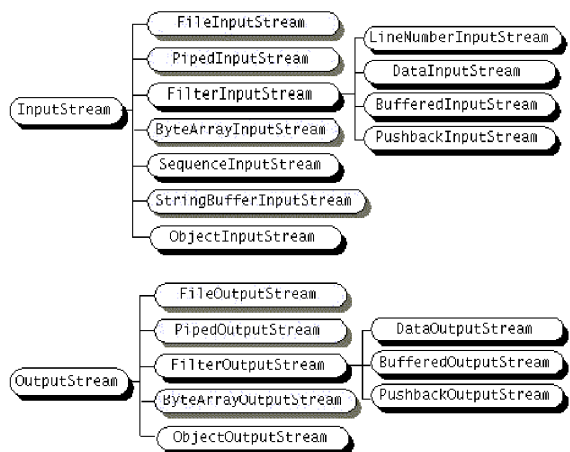 FileInputStream
LineNumberInputStream
PipedInputStream
DataInputStream
FilterInputStream
InputStream
BufferedInputStream
ByteArrayInputStream
PushbackInputStream
SequenceInputStream
StringBufferInputStream
ObjectInputStream
FileOutputStream
PipedOutputStream
DataOutputStream
FilterOutputStream
BufferedOutputStream
OutputStream
PushbackOutputStream
ByteArrayOutputStream
ObjectOutputStream